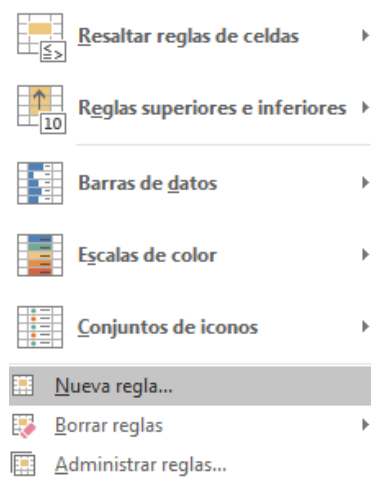 ≤>
Resaltar reglas de celdas
10
Reglas superiores e inferiores
Barras de datos
Escalas de color
Conjuntos de iconos
Nueva regla...
Borrar reglas
Administrar reglas...